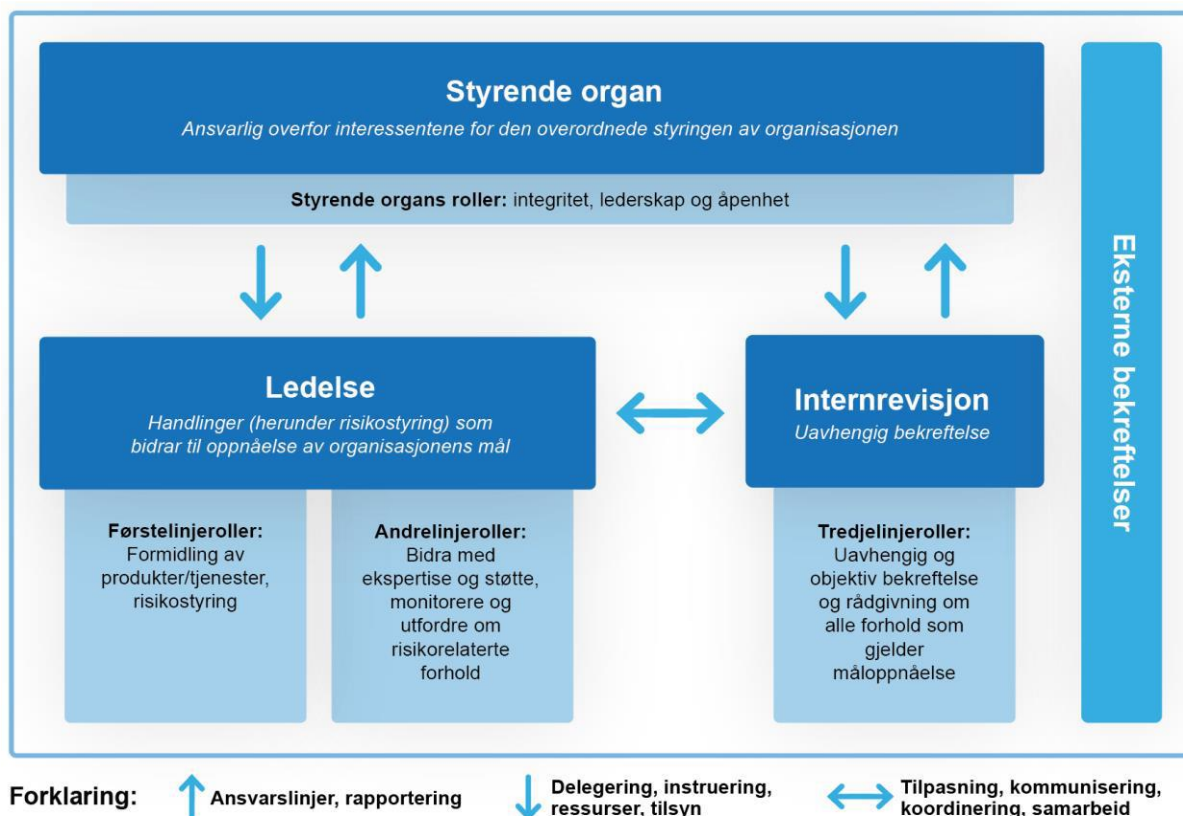 Styrende organ
Ansvarlig overfor interessentene for den overordnede styringen av organisasjonen
Styrende organs roller: integritet, lederskap og åpenhet
Ledelse
Handlinger (herunder risikostyring) som
bidrar til oppnåelse av organisasjonens mål
Internrevisjon
Uavhengig bekreftelse
Førstelinjeroller:
Formidling av
produkter/tjenester,
risikostyring
Andrelinjeroller:
Bidra med
ekspertise og støtte,
monitorere og
utfordre om
risikorelaterte
forhold
Tredjelinjeroller:
Uavhengig og
objektiv bekreftelse
og rådgivning om
alle forhold som
gjelder
måloppnåelse
Eksterne bekreftelser
Forklaring:
Ansvarslinjer, rapportering
Delegering, instruering,
ressurser, tilsyn
Tilpasning, kommunisering,
koordinering, samarbeid